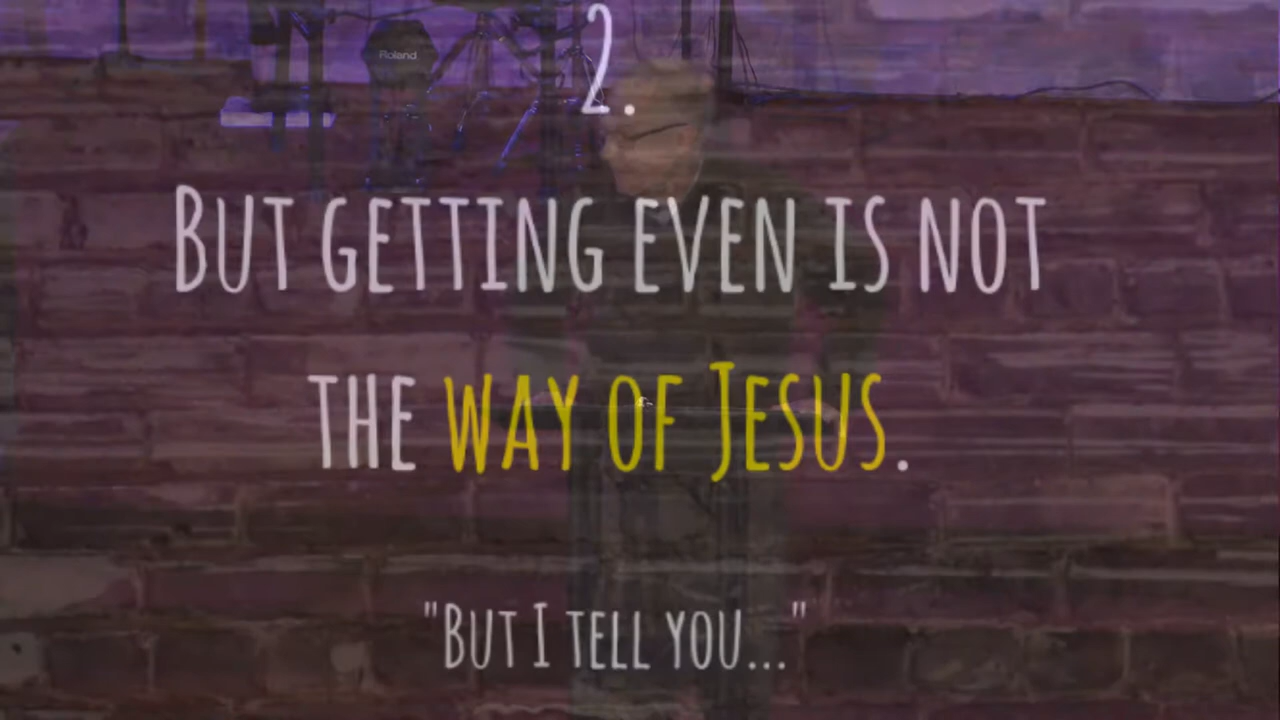 Roland
2.
But getting even is not
the way of Jesus.
"But I tell you..."